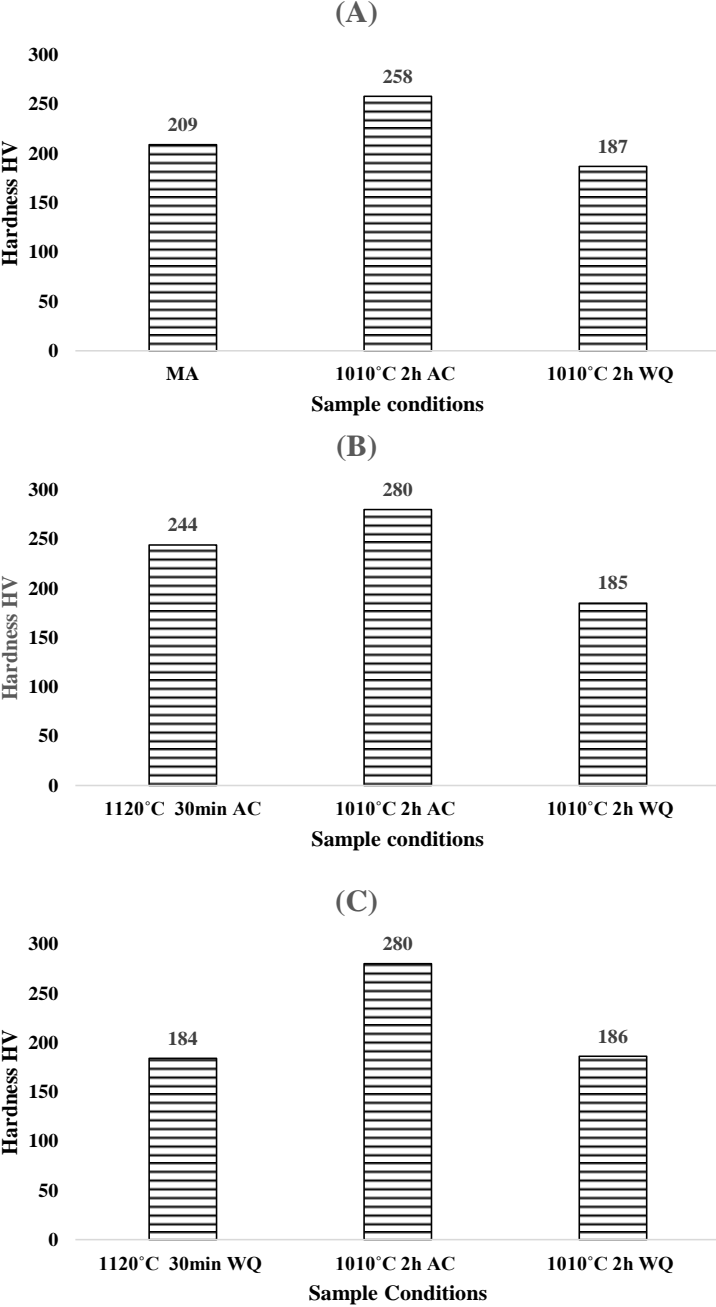 (A)
Hardness HV
300
250
200
150
100
50
0
209
258
187
MA
1010˚C 2h AC
1010˚C 2h WQ
Sample conditions
(B)
Hardness HV
300
250
200
150
100
50
0
244
280
185
1120˚C 30min AC
1010˚C 2h AC
1010˚C 2h WQ
Sample conditions
(C)
Hardness HV
300
250
200
150
100
50
0
184
280
186
1120˚C 30min WQ
1010˚C 2h AC
1010˚C 2h WQ
Sample Conditions